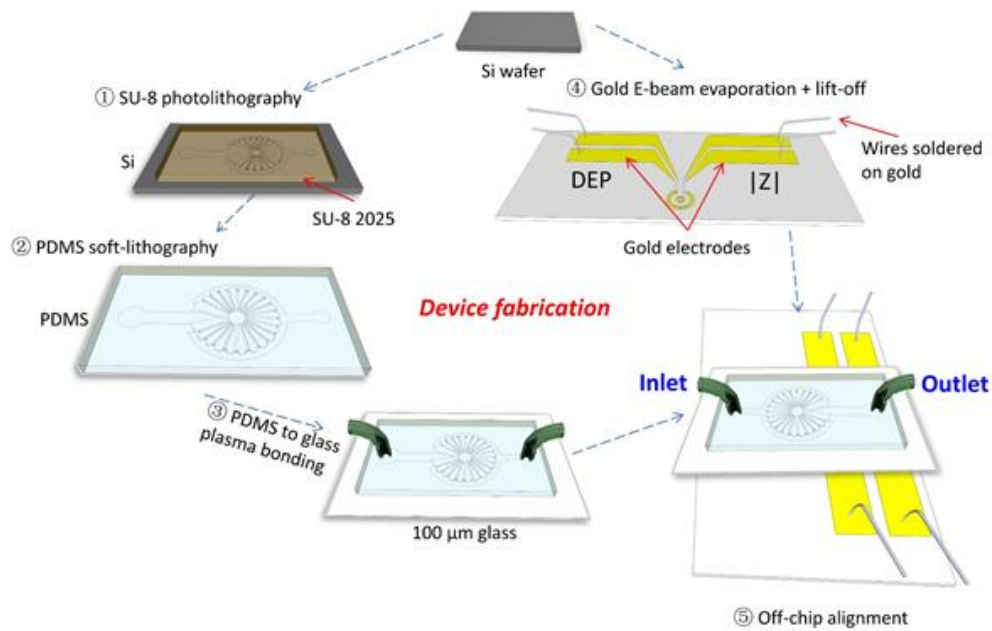 Si wafer
① SU-8 photolithography
Si
SU-8 2025
② PDMS soft-lithography
PDMS
③ PDMS to glass
plasma bonding
100 μm glass
Device fabrication
④ Gold E-beam evaporation + lift-off
Wires soldered
on gold
DEP
|Z|
Gold electrodes
Inlet
Outlet
⑤ Off-chip alignment